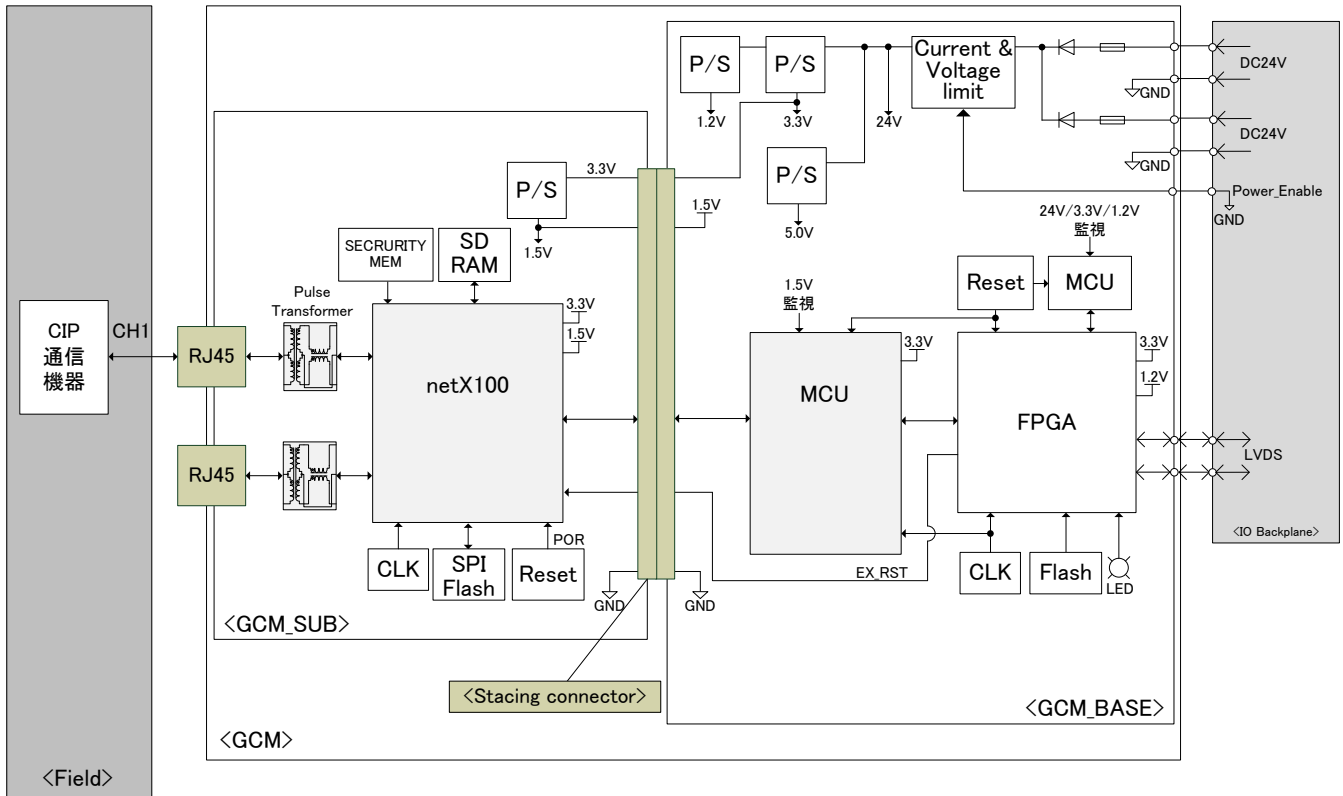 P/S
P/S
Current &
Voltage
limit
DC24V
GND
1.2V
3.3V
24V
DC24V
GND
P/S
3.3V
P/S
Power_Enable
GND
1.5V
5.0V
24V/3.3V/1.2V
監視
1.5V
SECRURITY
MEM
SD
RAM
Reset
MCU
1.5V
監視
Pulse
Transformer
3.3V
1.5V
CIP
通信
機器
CH1
RJ45
netX100
MCU
3.3V
FPGA
3.3V
1.2V
LVDS
RJ45
<IO Backplane>
POR
CLK
SPI
Flash
Reset
EX_RST
CLK
Flash
LED
GND
GND
<GCM_SUB>
<Stacing connector>
<GCM_BASE>
<GCM>
<Field>